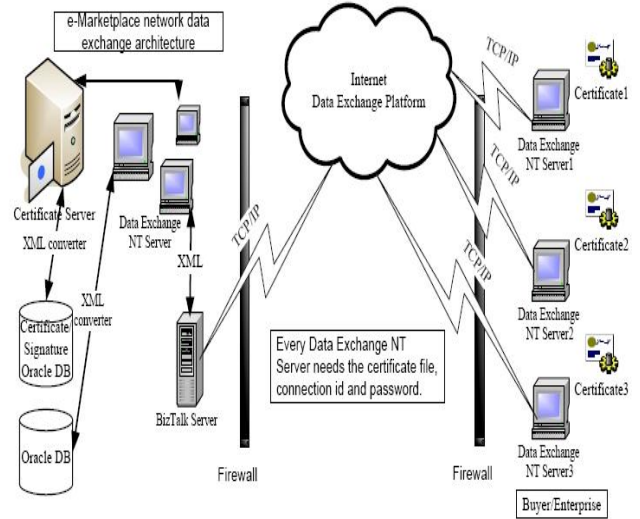 e-Marketplace network data
exchange architecture
Internet
Data Exchange Platform
TCP/IP
Certificate1
Data Exchange
NT Server1
Certificate Server
Data Exchange
NT Server
XML converter
XML
XML
converter
TCP/IP
TCP/IP
TCP/IP
Certificate2
Data Exchange
NT Server2
Certificate/
Signature
Oracle DB
BizTalk Server
Every Data Exchange NT
Server needs the certificate file,
connection id and password.
Certificate3
Data Exchange
NT Server3
Oracle DB
Firewall
Firewall
Buyer/Enterprise